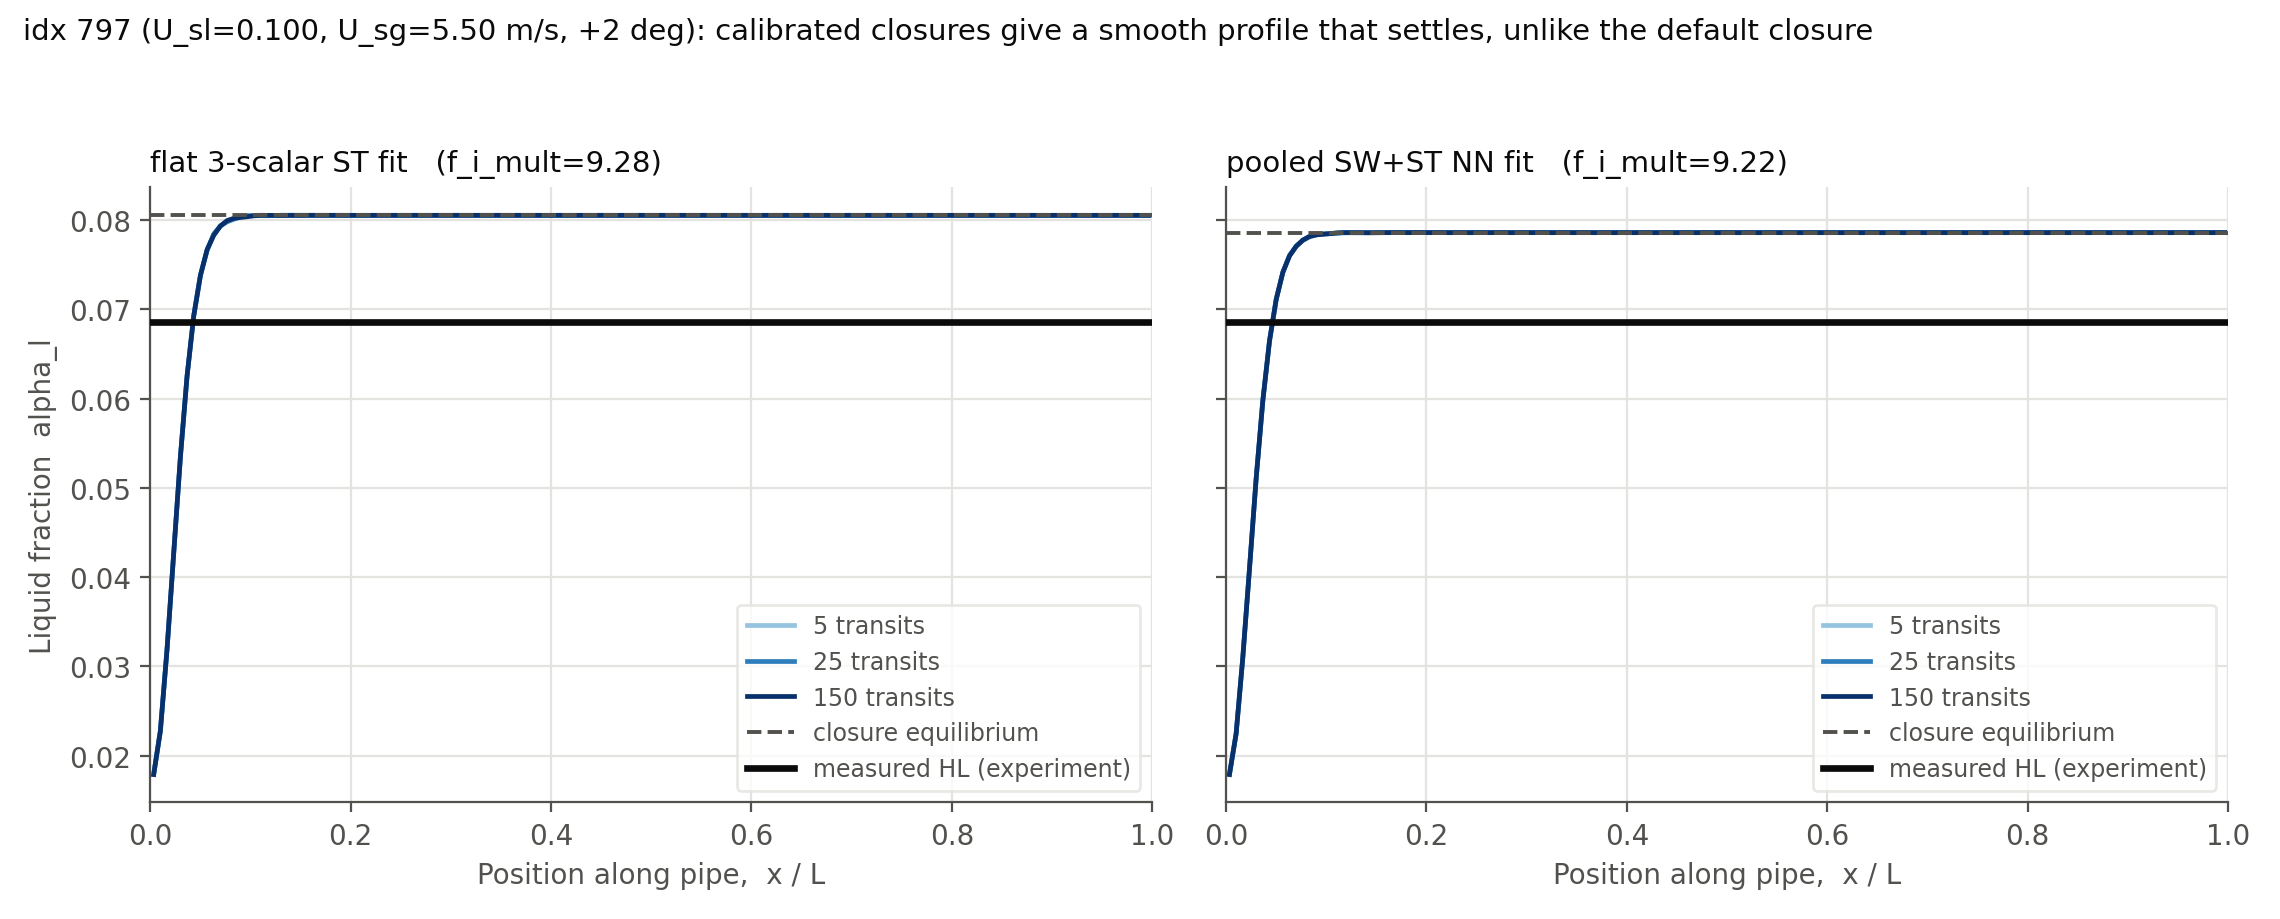 idx 797 (U_sl=0.100, U_sg=5.50 m/s, +2 deg): calibrated closures give a smooth profile that settles, unlike the default closure
flat 3-scalar ST fit   (f_i_mult=9.28)
0.08
0.07
0.06
0.05
0.04
0.03
0.02
Liquid fraction  alpha_l
5 transits
25 transits
150 transits
closure equilibrium
measured HL (experiment)
0.0
0.2
0.4
0.6
0.8
1.0
Position along pipe,  x / L
pooled SW+ST NN fit   (f_i_mult=9.22)
5 transits
25 transits
150 transits
closure equilibrium
measured HL (experiment)
0.0
0.2
0.4
0.6
0.8
1.0
Position along pipe,  x / L